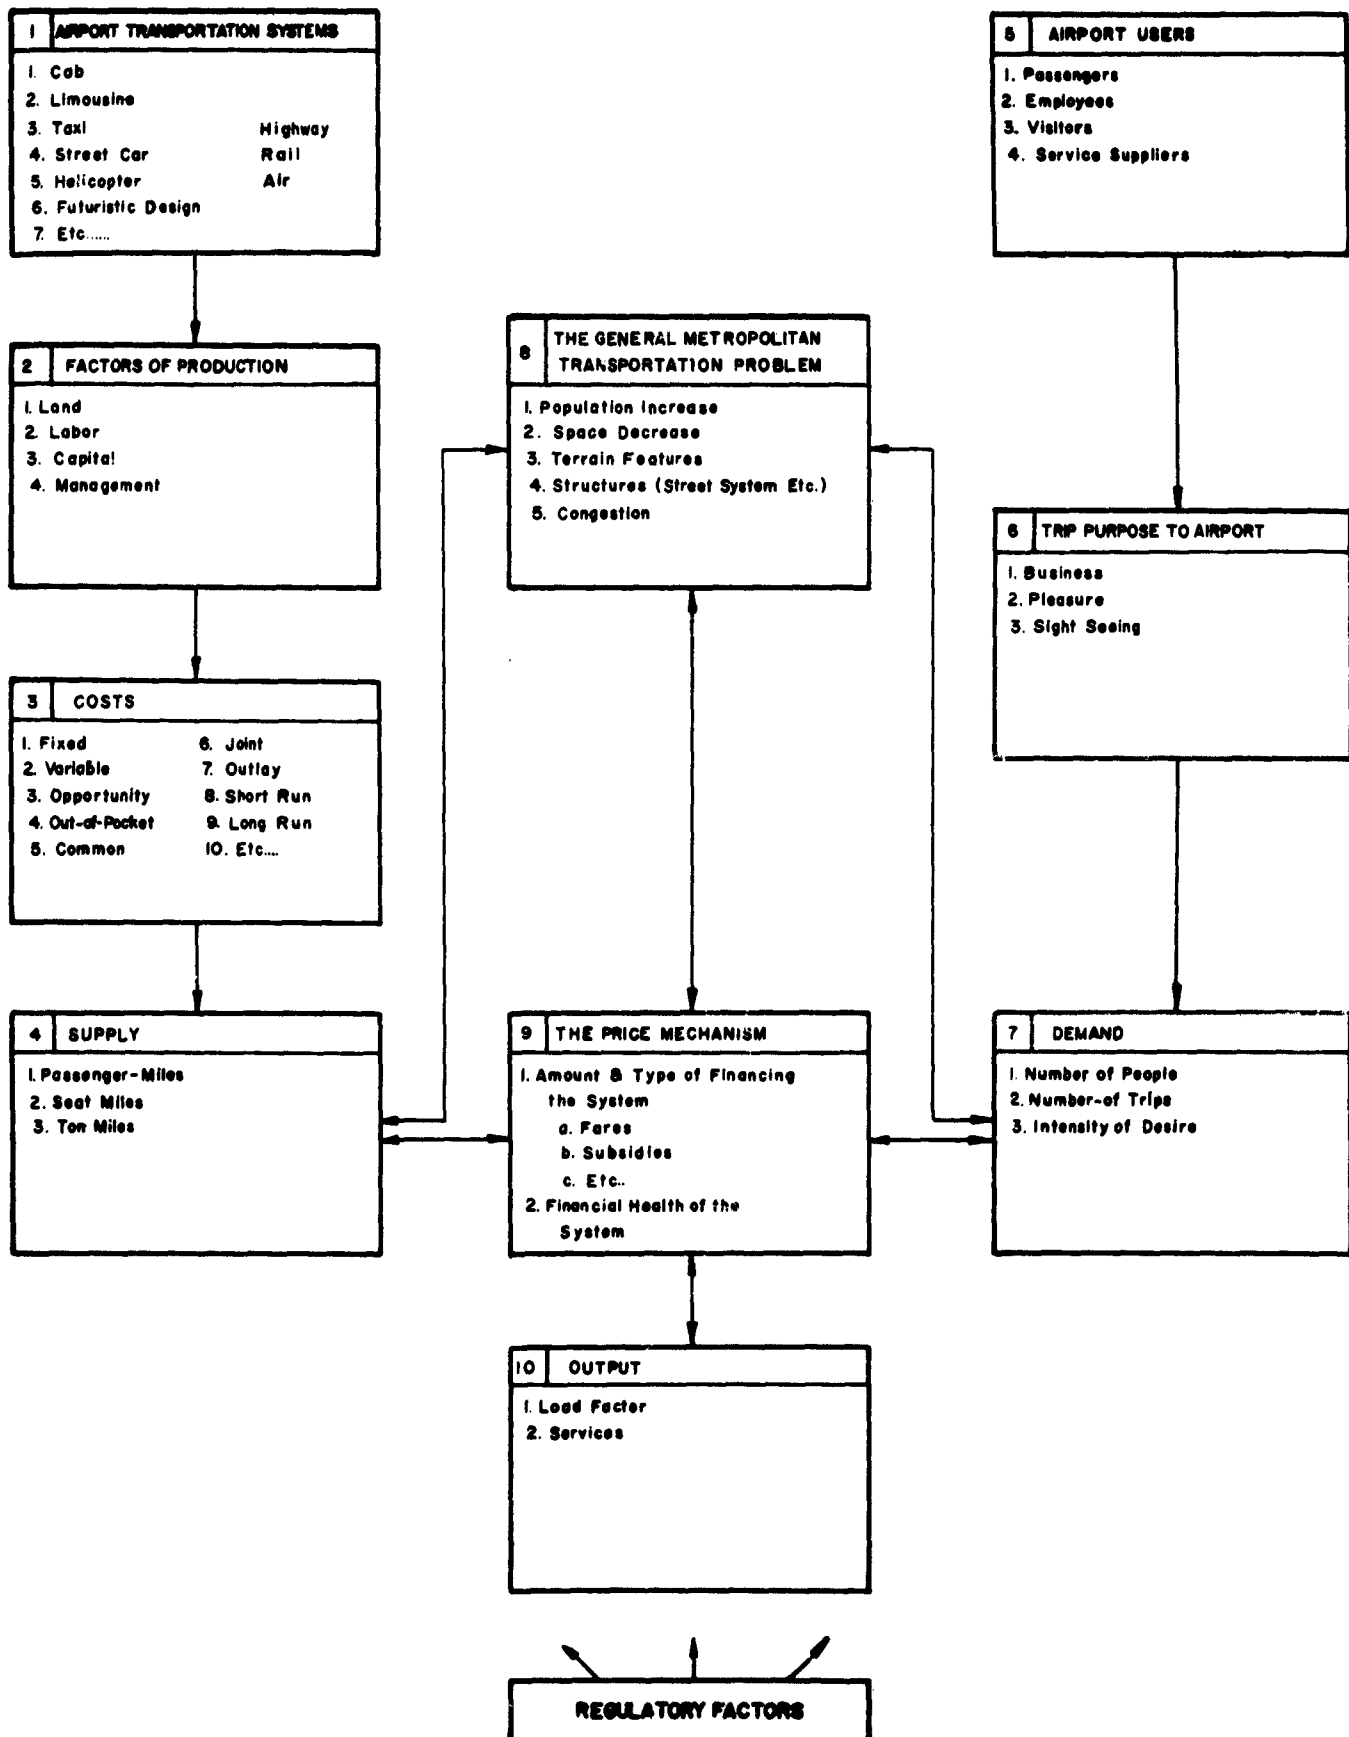 1 AIRPORT TRANSPORTATION SYSTEMS
1. Cab
2. Limousine
3. Taxi Highway
4. Street Car Rail
5. Helicopter Air
6. Futuristic Design
7. Etc......
2 FACTORS OF PRODUCTION
1. Land
2. Labor
3. Capital
4. Management
3 COSTS
1. Fixed 6. Joint
2. Variable 7. Outlay
3. Opportunity 8. Short Run
4. Out-of-Pocket 9. Long Run
5. Common 10. Etc....
4 SUPPLY
1. Passenger-Miles
2. Seat Miles
3. Ton Miles
8 THE GENERAL METROPOLITAN
TRANSPORTATION PROBLEM
1. Population Increase
2. Space Decrease
3. Terrain Features
4. Structures (Street System Etc.)
5. Congestion
9 THE PRICE MECHANISM
1. Amount & Type of Financing
the System
a. Fares
b. Subsidies
c. Etc..
2. Financial Health of the
System
10 OUTPUT
1. Load Factor
2. Services
REGULATORY FACTORS
5 AIRPORT USERS
1. Passengers
2. Employees
3. Visitors
4. Service Suppliers
6 TRIP PURPOSE TO AIRPORT
1. Business
2. Pleasure
3. Sight Seeing
7 DEMAND
1. Number of People
2. Number-of Trips
3. Intensity of Desire